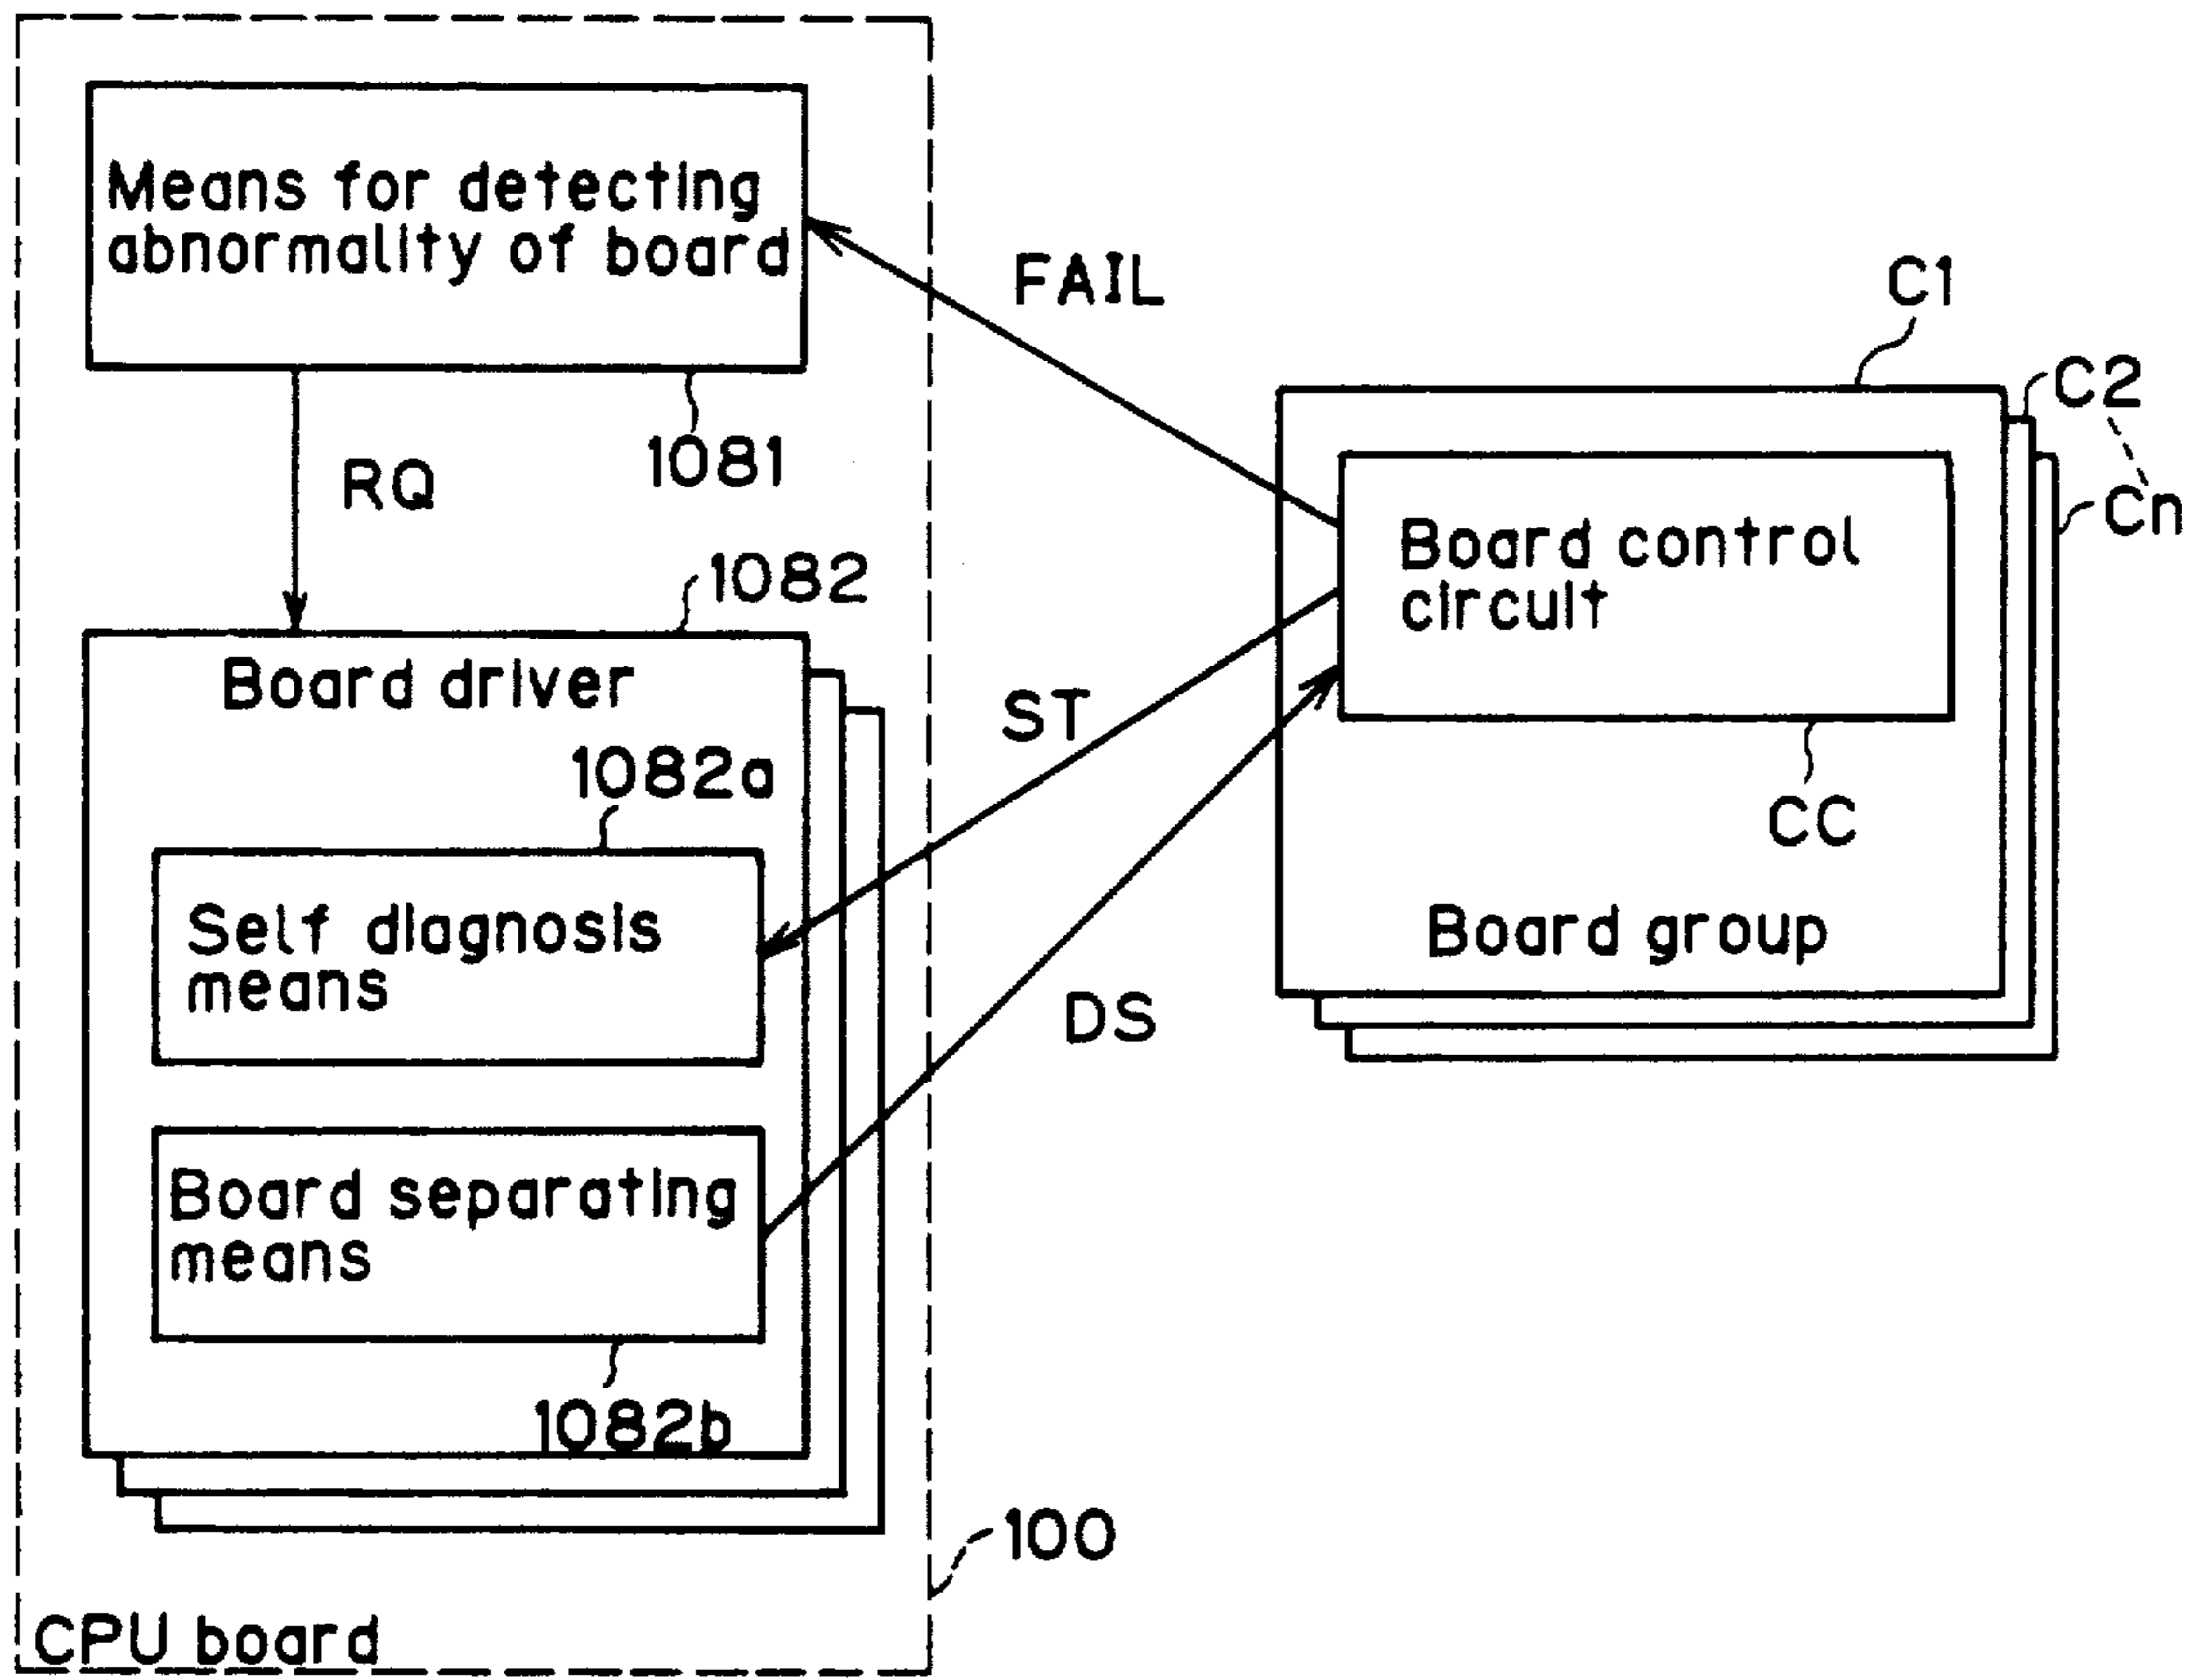 Means for detecting
abnormality of board
FAIL
C1
C2
Cn
1081
RQ
1082
Board control
circuit
Board driver
ST
1082a
CC
Self diagnosis
means
Board group
DS
Board separating
means
1082b
100
CPU board